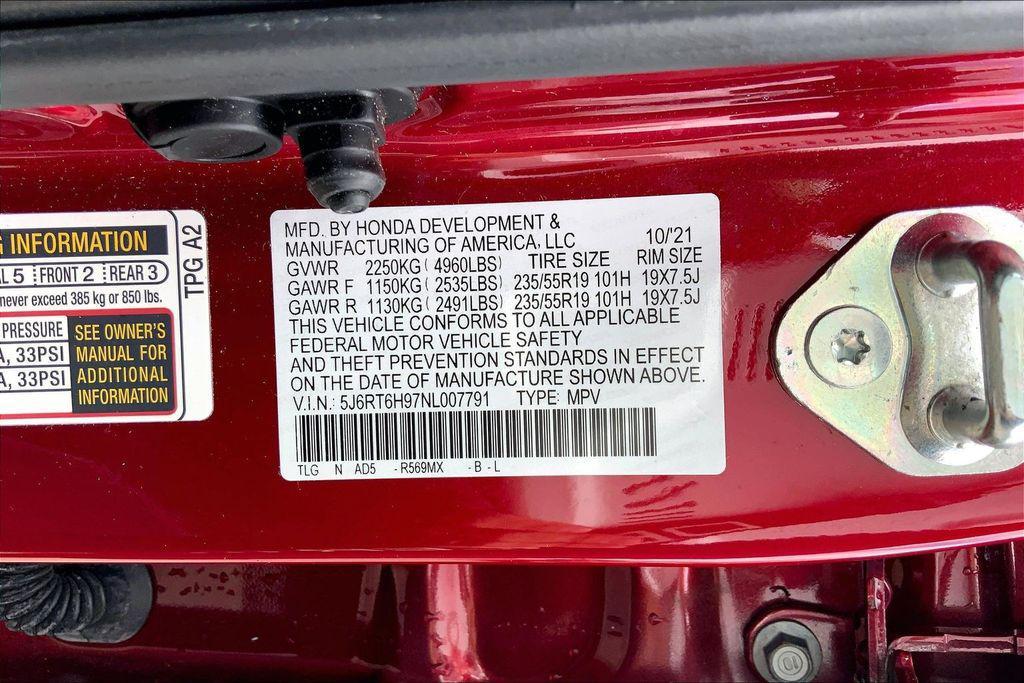 G INFORMATION
AL 5 FRONT 2 REAR 3
never exceed 385 kg or 850 lbs.
PRESSURE
A, 33PSI
A, 33PSI
SEE OWNER'S
MANUAL FOR
ADDITIONAL
INFORMATION
TPG A2
MFD. BY HONDA DEVELOPMENT &
MANUFACTURING OF AMERICA, LLC 10/'21
GVWR 2250KG ( 4960LBS) TIRE SIZE RIM SIZE
GAWR F 1150KG ( 2535LBS) 235/55R19 101H 19X7.5J
GAWR R 1130KG ( 2491LBS) 235/55R19 101H 19X7.5J
THIS VEHICLE CONFORMS TO ALL APPLICABLE
FEDERAL MOTOR VEHICLE SAFETY
AND THEFT PREVENTION STANDARDS IN EFFECT
ON THE DATE OF MANUFACTURE SHOWN ABOVE.
V.I.N.: 5J6RT6H97NL007791 TYPE: MPV
TLG N AD5 -R569MX -B-L